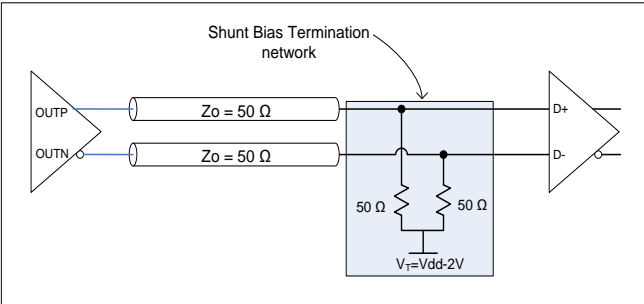 Shunt Bias Termination
network
OUTP
Zo = 50 Ω
D+
OUTN
Zo = 50 Ω
D-
50 Ω
50 Ω
VT=Vdd-2V